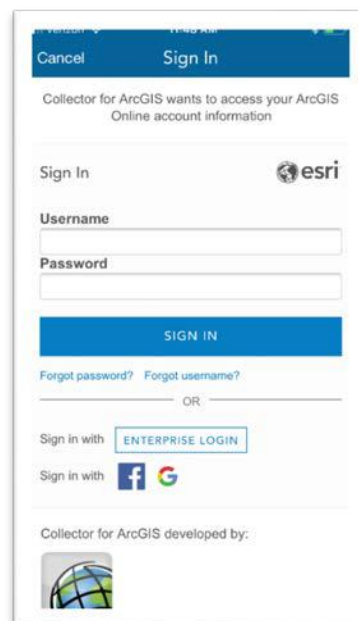 Cancel Sign In
Collector for ArcGIS wants to access your ArcGIS
Online account information
Sign In esri
Username
Password
SIGN IN
Forgot password? Forgot username?
OR
Sign in with ENTERPRISE LOGIN
Sign in with
Collector for ArcGIS developed by: